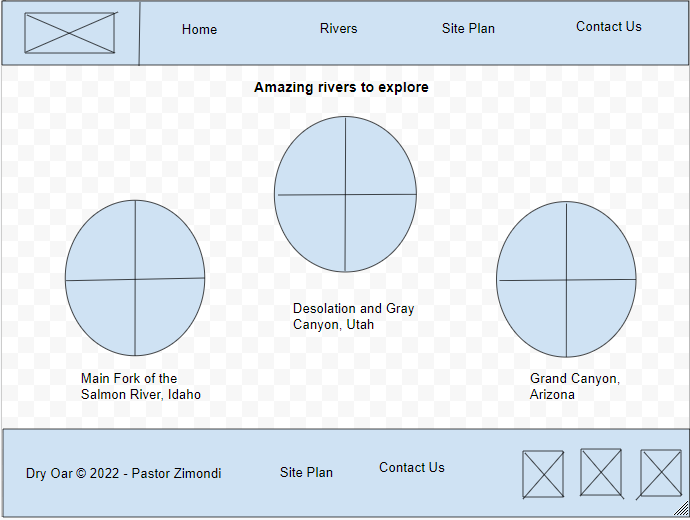 Home Rivers Site Plan Contact Us
Amazing rivers to explore
Desolation and Gray
Canyon, Utah
Main Fork of the
Salmon River, Idaho
Grand Canyon,
Arizona
Dry Oar © 2022 - Pastor Zimondi Site Plan Contact Us